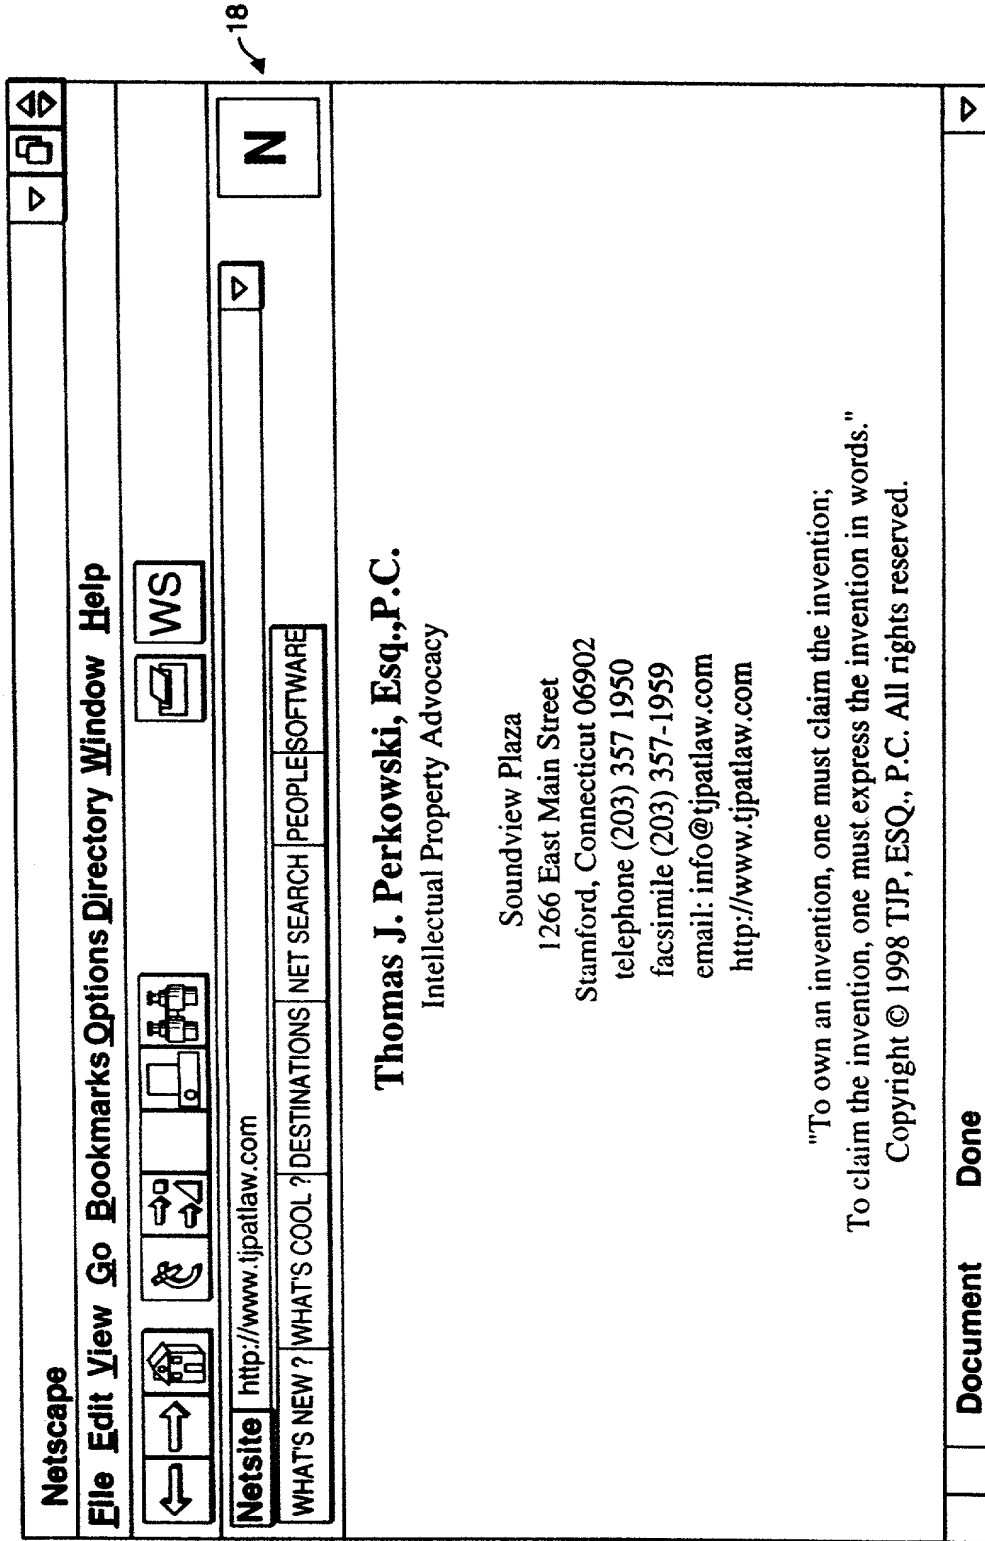 18
Netscape
File Edit View Go Bookmarks Options Directory Window Help
WS
Netsite http://www.tjpatlaw.com
N
WHAT'S NEW ? WHAT'S COOL ? DESTINATIONS NET SEARCH PEOPLE SOFTWARE
Thomas J. Perkowski, Esq.,P.C.
Intellectual Property Advocacy
Soundview Plaza
1266 East Main Street
Stamford, Connecticut 06902
telephone (203) 357 1950
facsimile (203) 357-1959
email: info@tjpatlaw.com
http://www.tjpatlaw.com
"To own an invention, one must claim the invention;
To claim the invention, one must express the invention in words."
Copyright © 1998 TJP, ESQ., P.C. All rights reserved.
Document Done